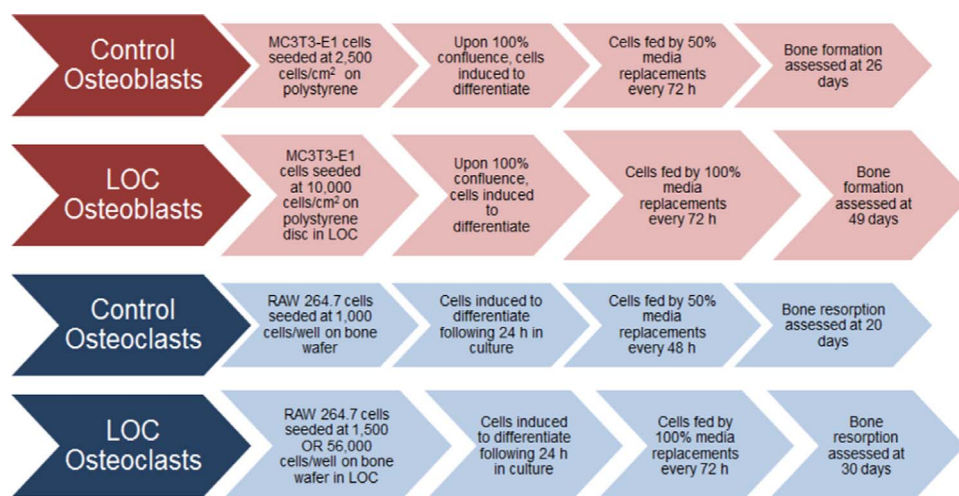 Control
Osteoblasts
MC3T3-E1 cells
seeded at 2,500
cells/cm² on
polystyrene
Upon 100%
confluence, cells
induced to
differentiate
Cells fed by 50%
media
replacements
every 72 h
Bone formation
assessed at 26
days
LOC
Osteoblasts
MC3T3-E1
cells seeded
at 10,000
cells/cm² on
polystyrene
disc in LOC
Upon 100%
confluence,
cells induced
to
differentiate
Cells fed by 100%
media
replacements
every 72 h
Bone
formation
assessed at
49 days
Control
Osteoclasts
RAW 264.7 cells
seeded at 1,000
cells/well on bone
wafer
Cells induced to
differentiate
following 24 h in
culture
Cells fed by 50%
media
replacements
every 48 h
Bone resorption
assessed at 20
days
LOC
Osteoclasts
RAW 264.7 cells
seeded at 1,500
OR 56,000
cells/well on bone
wafer in LOC
Cells induced
to differentiate
following 24 h
in culture
Cells fed by
100% media
replacements
every 72 h
Bone
resorption
assessed at
30 days